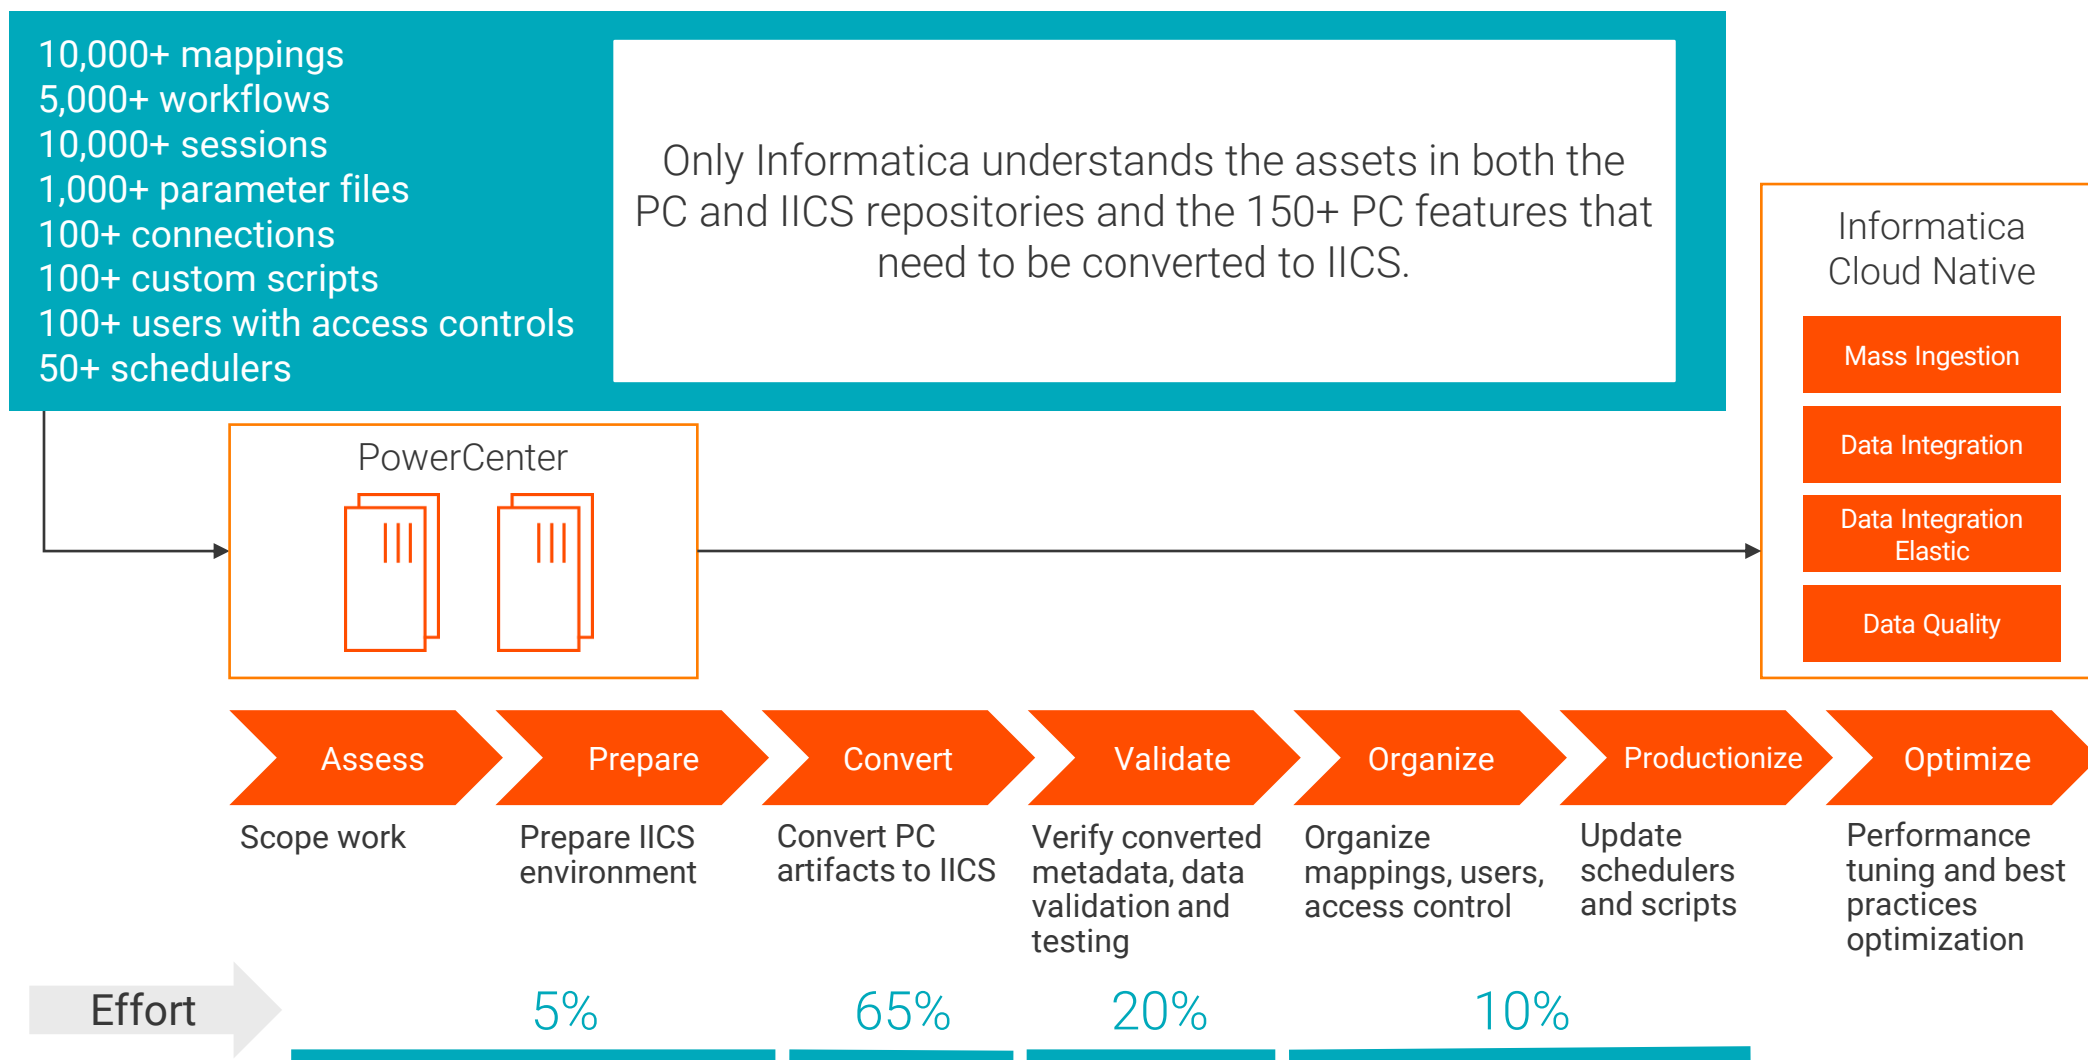 10,000+ mappings
5,000+ workflows
10,000+ sessions
1,000+ parameter files
100+ connections
100+ custom scripts
100+ users with access controls
50+ schedulers
Only Informatica understands the assets in both the
PC and IICS repositories and the 150+ PC features that
need to be converted to IICS.
Informatica
Cloud Native
Mass Ingestion
Data Integration
Data Integration
Elastic
Data Quality
PowerCenter
Assess
Prepare
Convert
Validate
Organize
Productionize
Optimize
Scope work
Prepare IICS
environment
Convert PC
artifacts to IICS
Verify converted
metadata, data
validation and
testing
Organize
mappings, users,
access control
Update
schedulers
and scripts
Performance
tuning and best
practices
optimization
Effort
5%
65%
20%
10%